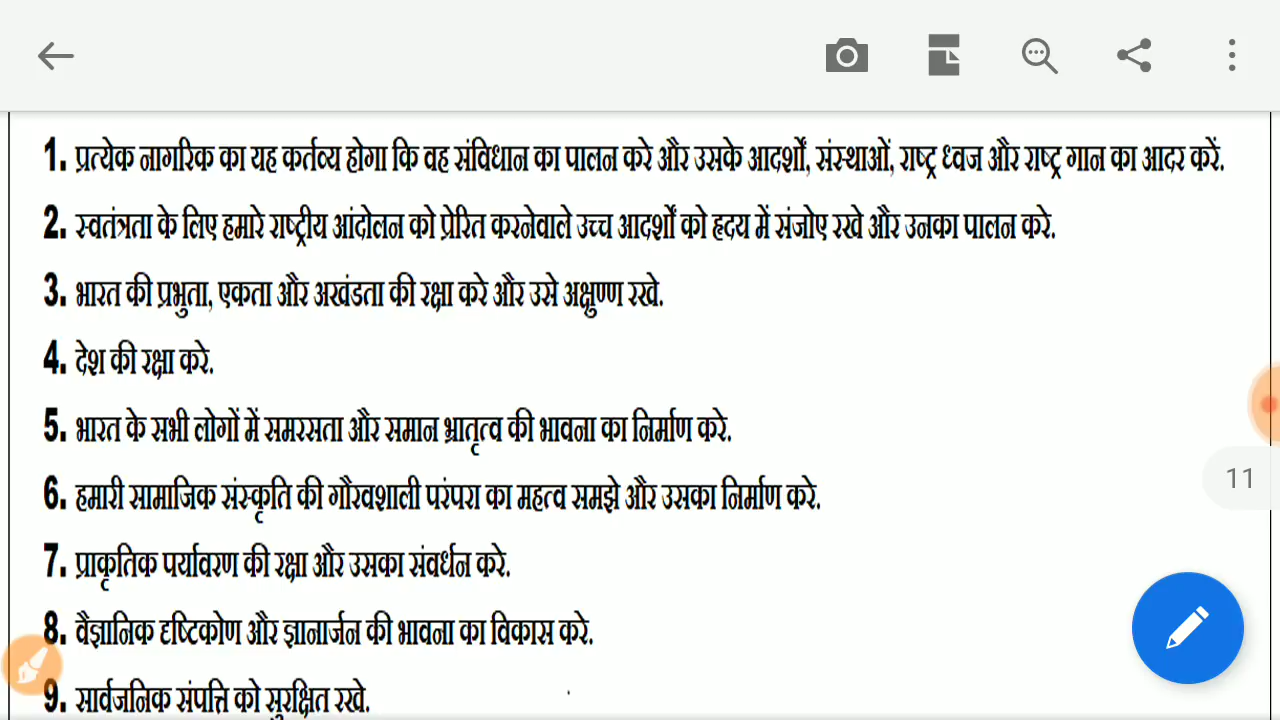 1. प्रत्येक नागरिक का यह कर्तव्य होगा कि वह संविधान का पालन करे और उसके आदर्शों, संस्थाओं, राष्ट्र ध्वज और राष्ट्र गान का आदर करें.
2. स्वतंत्रता के लिए हमारे राष्ट्रीय आंदोलन को प्रेरित करनेवाले उच्च आदर्शों को हृदय में संजोए रखे और उनका पालन करे.
3. भारत की प्रभुता, एकता और अखंडता की रक्षा करे और उसे अक्षुण्ण रखे.
4. देश की रक्षा करे.
5. भारत के सभी लोगों में समरसता और समान भ्रातृत्व की भावना का निर्माण करे.
6. हमारी सामाजिक संस्कृति की गौरवशाली परंपरा का महत्व समझे और उसका निर्माण करे.
11
7. प्राकृतिक पर्यावरण की रक्षा और उसका संवर्धन करे.
8. वैज्ञानिक दृष्टिकोण और ज्ञानार्जन की भावना का विकास करे.
9. सार्वजनिक संपत्ति को सुरक्षित रखे.